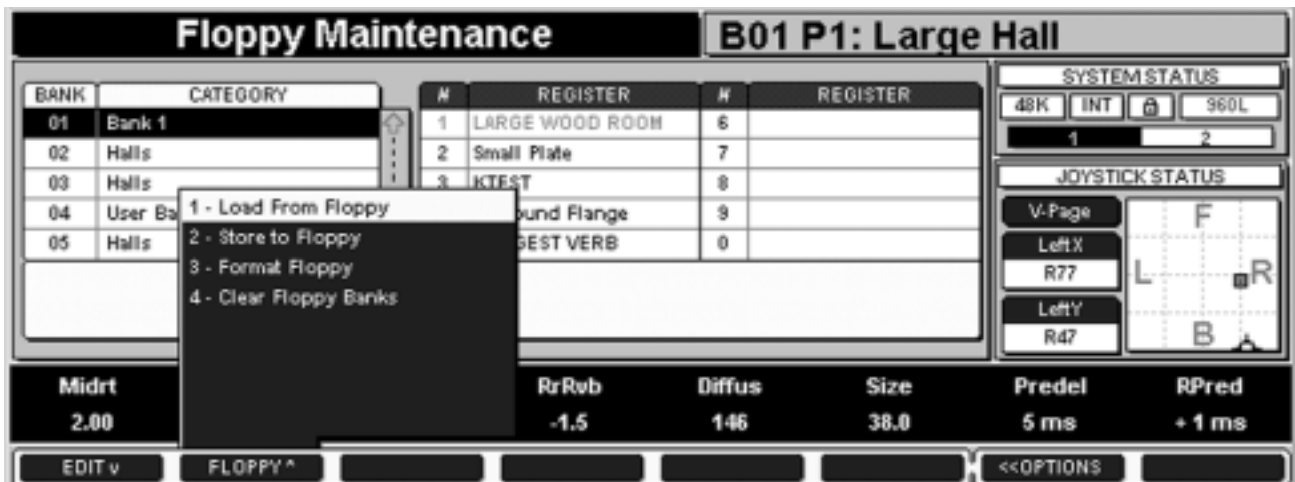 Floppy Maintenance
B01 P1: Large Hall
BANK CATEGORY
01 Bank 1
02 Halls
03 Halls
04 User Ba
05 Halls
# REGISTER # REGISTER
1 LARGE WOOD ROOM 6
2 Small Plate 7
3 KTEST 8
und Flange 9
GEST VERB 0
1 - Load From Floppy
2 - Store to Floppy
3 - Format Floppy
4 - Clear Floppy Banks
SYSTEM STATUS
48K INT 960L
1 2
JOYSTICK STATUS
V-Page
LeftX
R77
LeftY
R47
F
L R
B
Midrt RrRvb Diffus Size Predel RPred
2.00 -1.5 146 38.0 5 ms + 1 ms
EDIT v FLOPPY ^ <<OPTIONS